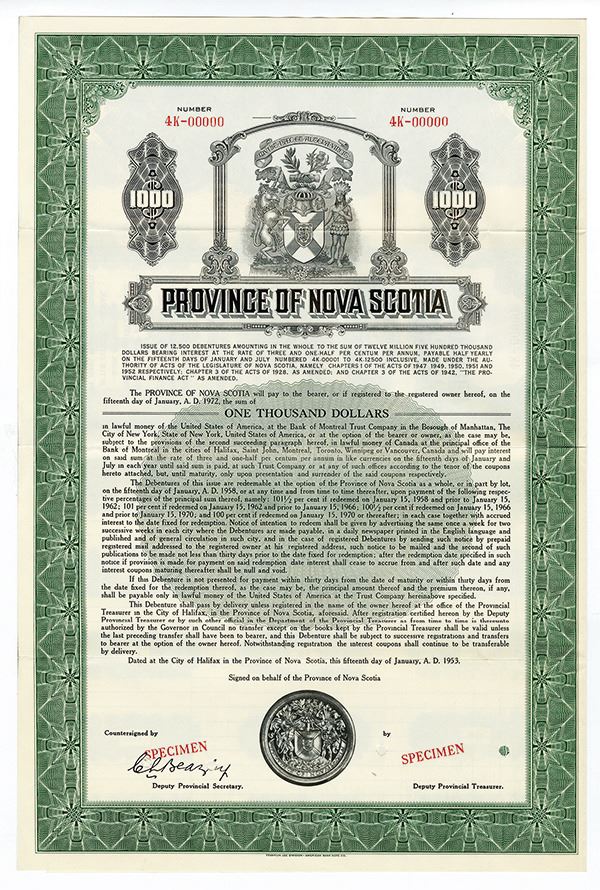 NUMBER
4K-00000
NUMBER
4K-00000
1000
1000
PROVINCE OF NOVA SCOTIA
ISSUE OF 12,500 DEBENTURES AMOUNTING IN THE WHOLE TO THE SUM OF TWELVE MILLION FIVE HUNDRED THOUSAND
DOLLARS BEARING INTEREST AT THE RATE OF THREE AND ONE-HALF PER CENTUM PER ANNUM, PAYABLE HALF YEARLY
ON THE FIFTEENTH DAYS OF JANUARY AND JULY NUMBERED 4K.00001 TO 4K.12500 INCLUSIVE, MADE UNDER THE AU-
THORITY OF ACTS OF THE LEGISLATURE OF NOVA SCOTIA, NAMELY CHAPTERS 1 OF THE ACTS OF 1947 1949, 1950, 1951 AND
1952 RESPECTIVELY; CHAPTER 3 OF THE ACTS OF 1928, AS AMENDED; AND CHAPTER 3 OF THE ACTS OF 1942, "THE PRO-
VINCIAL FINANCE ACT" AS AMENDED.
The PROVINCE OF NOVA SCOTIA will pay to the bearer, or if registered to the registered owner hereof, on the
fifteenth day of January, A. D. 1972, the sum of
ONE THOUSAND DOLLARS
in lawful money of the United States of America, at the Bank of Montreal Trust Company in the Borough of Manhattan, The
City of New York, State of New York, United States of America, or at the option of the bearer or owner, as the case may be,
subject to the provisions of the second succeeding paragraph hereof, in lawful money of Canada at the principal office of the
Bank of Montreal in the cities of Halifax, Saint John, Montreal, Toronto, Winnipeg or Vancouver, Canada and will pay interest
on said sum at the rate of three and one-half per centum per annum in like currencies on the fifteenth days of January and
July in each year until said sum is paid, at such Trust Company or at any of such offices according to the tenor of the coupons
hereto attached, but, until maturity, only upon presentation and surrender of the said coupons respectively.
The Debentures of this issue are redeemable at the option of the Province of Nova Scotia as a whole, or in part by lot,
on the fifteenth day of January, A. D. 1958, or at any time and from time to time thereafter, upon payment of the following respec-
tive percentages of the principal sum thereof, namely: 101½ per cent if redeemed on January 15, 1958 and prior to January 15,
1962; 101 per cent if redeemed on January 15, 1962 and prior to January 15, 1966; 100½ per cent if redeemed on January 15, 1966
and prior to January 15, 1970; and 100 per cent if redeemed on January 15, 1970 or thereafter; in each case together with accrued
interest to the date fixed for redemption. Notice of intention to redeem shall be given by advertising the same once a week for two
successive weeks in each city where the Debentures are made payable, in a daily newspaper printed in the English language and
published and of general circulation in such city, and in the case of registered Debentures by sending such notice by prepaid
registered mail addressed to the registered owner at his registered address, such notice to be mailed and the second of such
publications to be made not less than thirty days prior to the date fixed for redemption; after the redemption date specified in such
notice if provision is made for payment on said redemption date interest shall cease to accrue from and after such date and any
interest coupons maturing thereafter shall be null and void.
If this Debenture is not presented for payment within thirty days from the date of maturity or within thirty days from
the date fixed for the redemption thereof, as the case may be, the principal amount thereof and the premium thereon, if any,
shall be payable only in lawful money of the United States of America at the Trust Company hereinabove specified.
This Debenture shall pass by delivery unless registered in the name of the owner hereof at the office of the Provincial
Treasurer in the City of Halifax, in the Province of Nova Scotia, aforesaid. After registration certified hereon by the Deputy
Provincial Treasurer or by such other official in the Department of the Provincial Treasurer as from time to time is thereunto
authorized by the Governor in Council no transfer except on the books kept by the Provincial Treasurer shall be valid unless
the last preceding transfer shall have been to bearer, and this Debenture shall be subject to successive registrations and transfers
to bearer at the option of the owner hereof. Notwithstanding registration the interest coupons shall continue to be transferable
by delivery.
Dated at the City of Halifax in the Province of Nova Scotia, this fifteenth day of January, A. D. 1953.
Signed on behalf of the Province of Nova Scotia
Countersigned by
by
SPECIMEN
SPECIMEN
Deputy Provincial Secretary.
Deputy Provincial Treasurer.